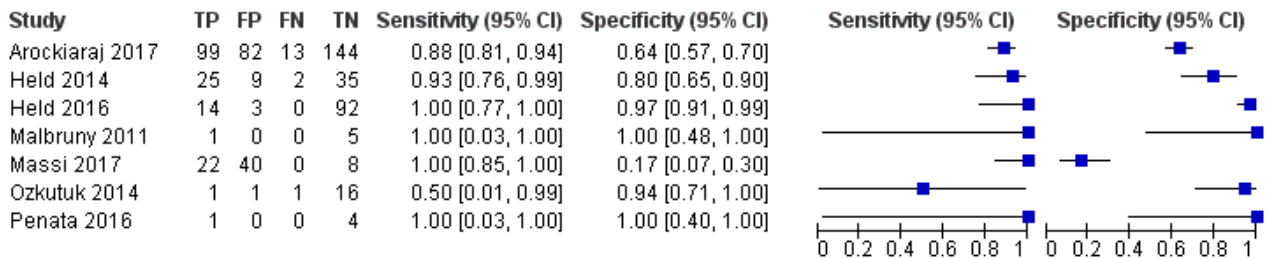 Study TP FP FN TN Sensitivity (95% CI) Specificity (95% CI) Sensitivity (95% CI) Specificity (95% CI)
Arockiaraj 2017 99 82 13 144 0.88 [0.81, 0.94] 0.64 [0.57, 0.70]
Held 2014 25 9 2 35 0.93 [0.76, 0.99] 0.80 [0.65, 0.90]
Held 2016 14 3 0 92 1.00 [0.77, 1.00] 0.97 [0.91, 0.99]
Malbruny 2011 1 0 0 5 1.00 [0.03, 1.00] 1.00 [0.48, 1.00]
Massi 2017 22 40 0 8 1.00 [0.85, 1.00] 0.17 [0.07, 0.30]
Ozkutuk 2014 1 1 1 16 0.50 [0.01, 0.99] 0.94 [0.71, 1.00]
Penata 2016 1 0 0 4 1.00 [0.03, 1.00] 1.00 [0.40, 1.00]
0 0.2 0.4 0.6 0.8 1 0 0.2 0.4 0.6 0.8 1